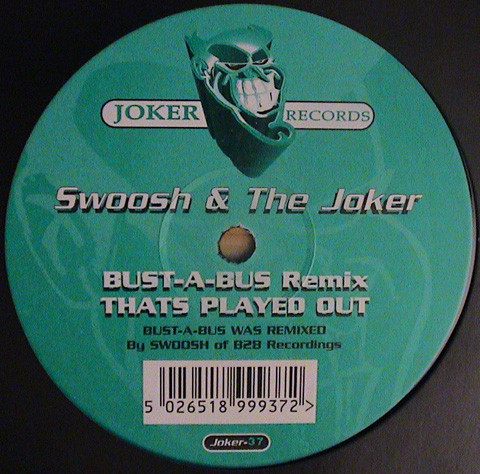 JOKER RECORDS
Swoosh & The Joker
BUST-A-BUS Remix
THATS PLAYED OUT
BUST-A-BUS WAS REMIXED
By SWOOSH of B2B Recordings
5 026518 999372 >
Joker-37